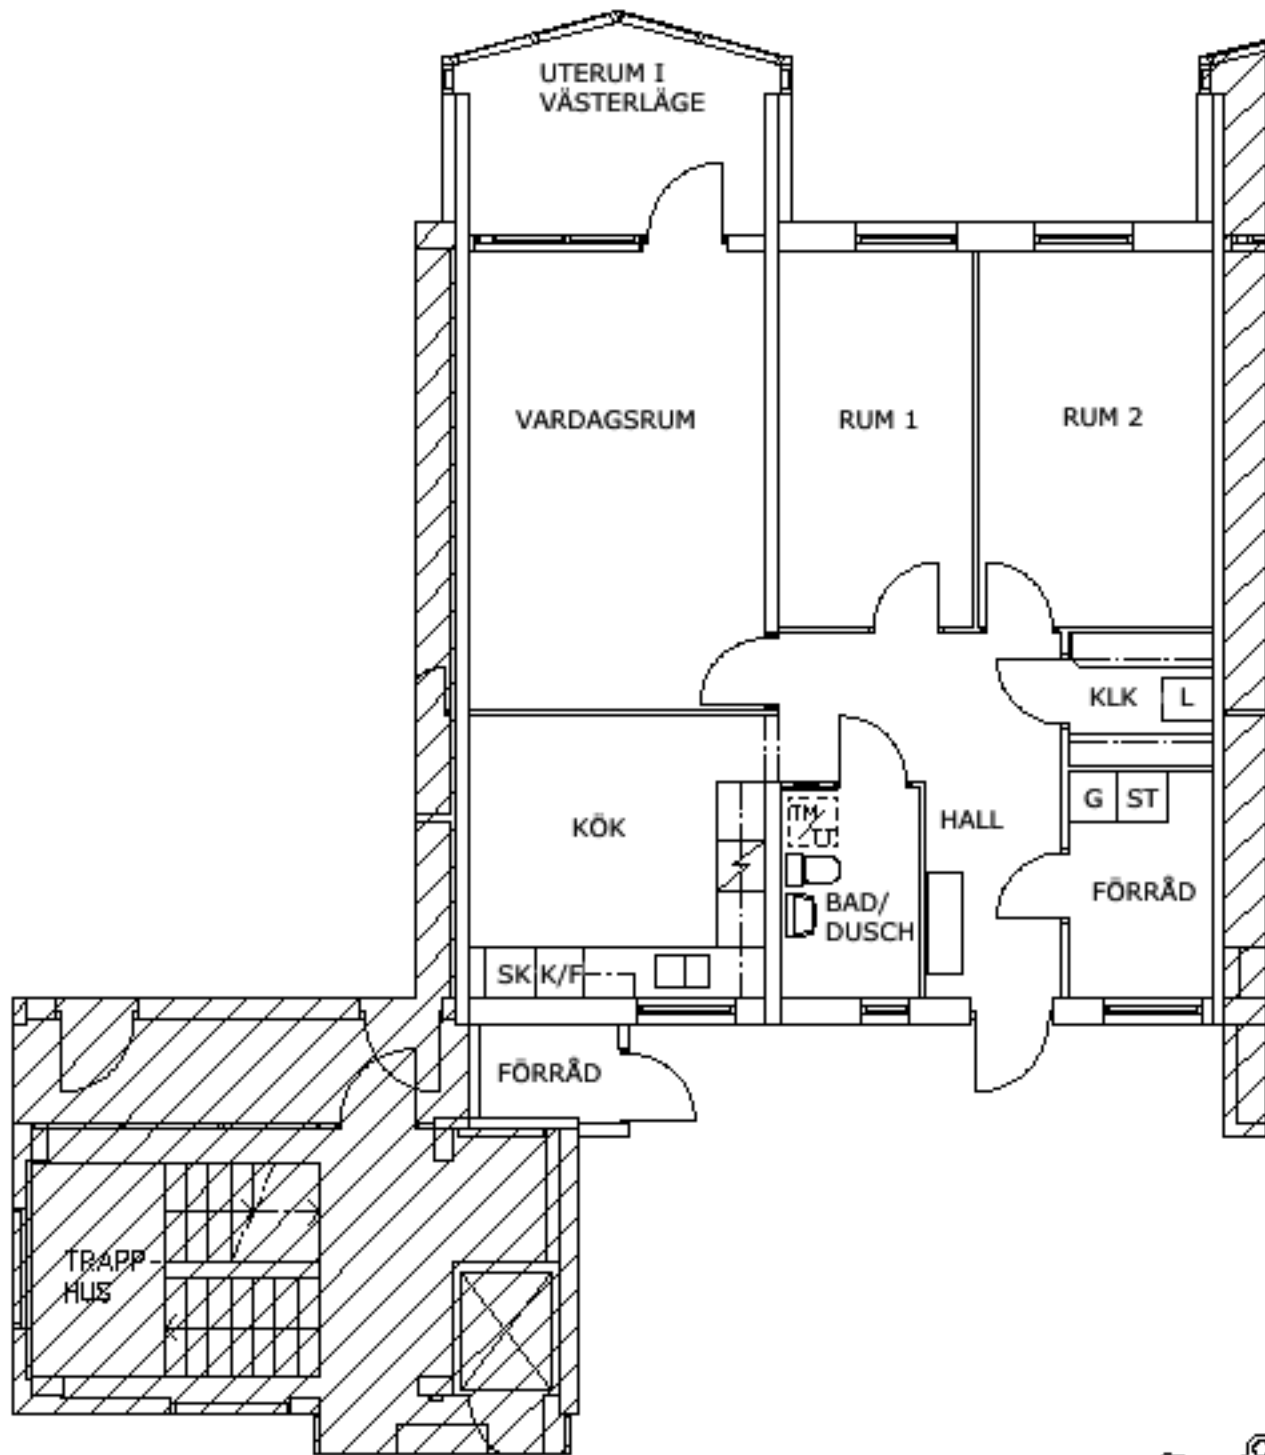 UTERUM I
VÄSTERLÄGE
VARDAGSRUM
RUM 1
RUM 2
KLK
L
G
ST
KÖK
TM
TT
HALL
BAD/
DUSCH
FÖRRÅD
SK
K/F
FÖRRÅD
TRAPP-
HUS